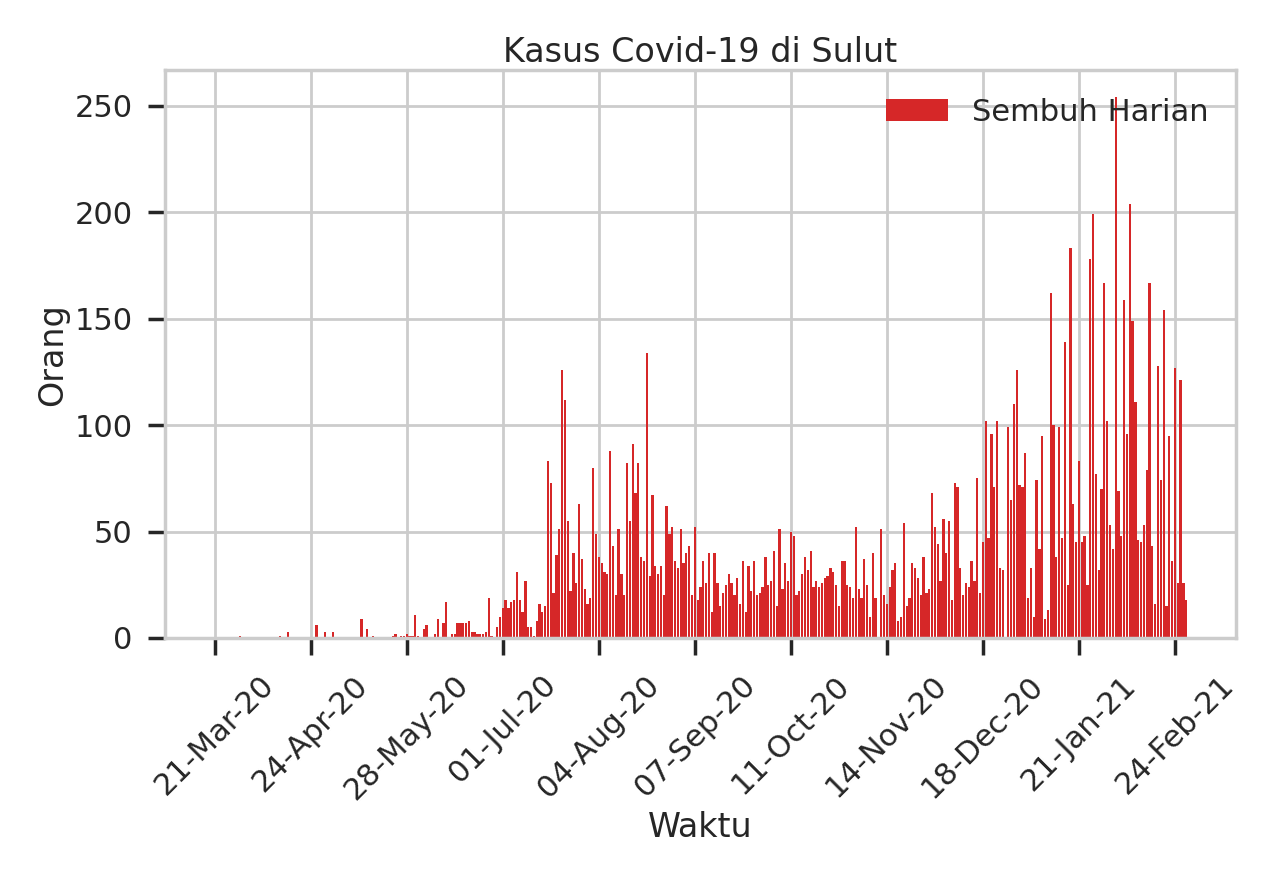 Kasus Covid-19 di Sulut
Sembuh Harian
Orang
250
200
150
100
50
0
21-Mar-20
24-Apr-20
28-May-20
01-Jul-20
04-Aug-20
07-Sep-20
11-Oct-20
14-Nov-20
18-Dec-20
21-Jan-21
24-Feb-21
Waktu